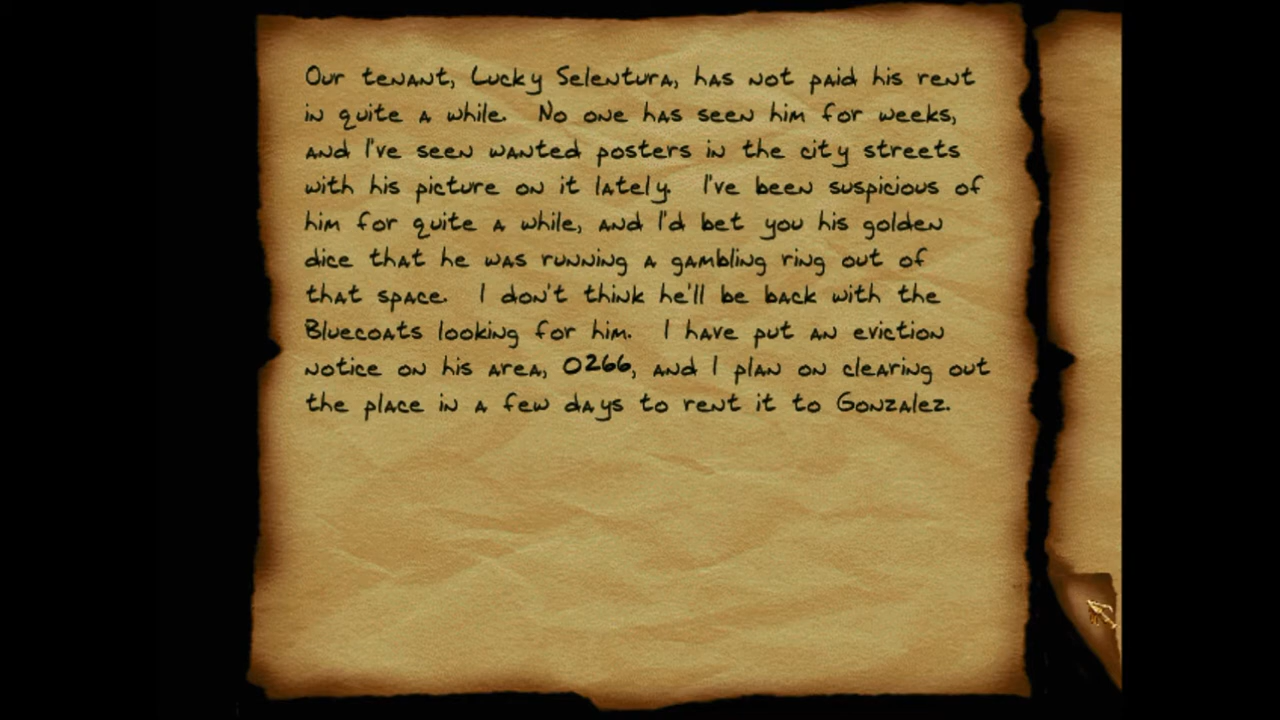 Our tenant, Lucky Selentura, has not paid his rent
in quite a while.  No one has seen him for weeks,
and I've seen wanted posters in the city streets
with his picture on it lately.  I've been suspicious of
him for quite a while, and I'd bet you his golden
dice that he was running a gambling ring out of
that space.  I don't think he'll be back with the
Bluecoats looking for him.  I have put an eviction
notice on his area, 0266, and I plan on clearing out
the place in a few days to rent it to Gonzalez.